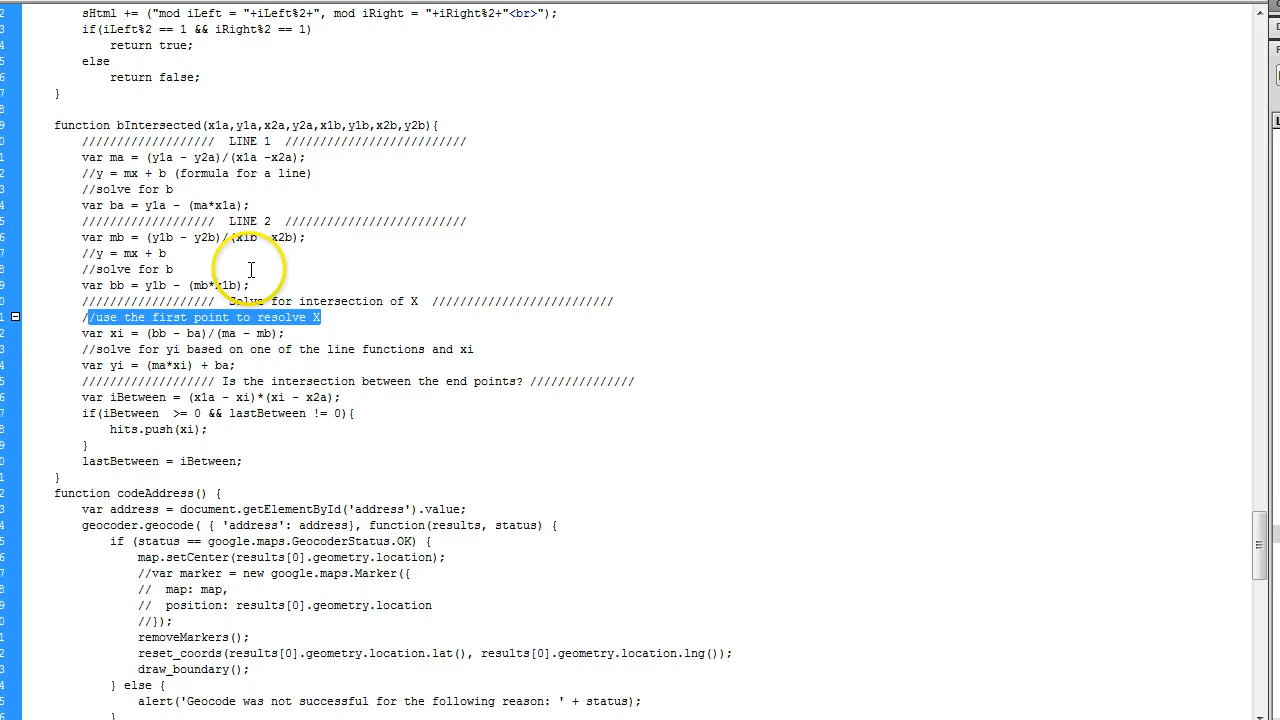 sHtml += ("mod iLeft = "+iLeft%2+", mod iRight = "+iRight%2+"<br>");
if(iLeft%2 == 1 && iRight%2 == 1)
return true;
else
return false;
}
function bIntersected(x1a,y1a,x2a,y2a,x1b,y1b,x2b,y2b){
/////////////////// LINE 1 //////////////////////////
var ma = (y1a - y2a)/(x1a -x2a);
//y = mx + b (formula for a line)
//solve for b
var ba = y1a - (ma*x1a);
/////////////////// LINE 2 //////////////////////////
var mb = (y1b - y2b)/(x1b -x2b);
//y = mx + b
//solve for b
var bb = y1b - (mb*x1b);
/////////////////// Solve for intersection of X //////////////////////////
//use the first point to resolve X
var xi = (bb - ba)/(ma - mb);
//solve for yi based on one of the line functions and xi
var yi = (ma*xi) + ba;
/////////////////// Is the intersection between the end points? ///////////////
var iBetween = (x1a - xi)*(xi - x2a);
if(iBetween >= 0 && lastBetween != 0){
hits.push(xi);
}
lastBetween = iBetween;
}
function codeAddress() {
var address = document.getElementById('address').value;
geocoder.geocode( { 'address': address}, function(results, status) {
if (status == google.maps.GeocoderStatus.OK) {
map.setCenter(results[0].geometry.location);
//var marker = new google.maps.Marker({
// map: map,
// position: results[0].geometry.location
//});
removeMarkers();
reset_coords(results[0].geometry.location.lat(), results[0].geometry.location.lng());
draw_boundary();
} else {
alert('Geocode was not successful for the following reason: ' + status);
}